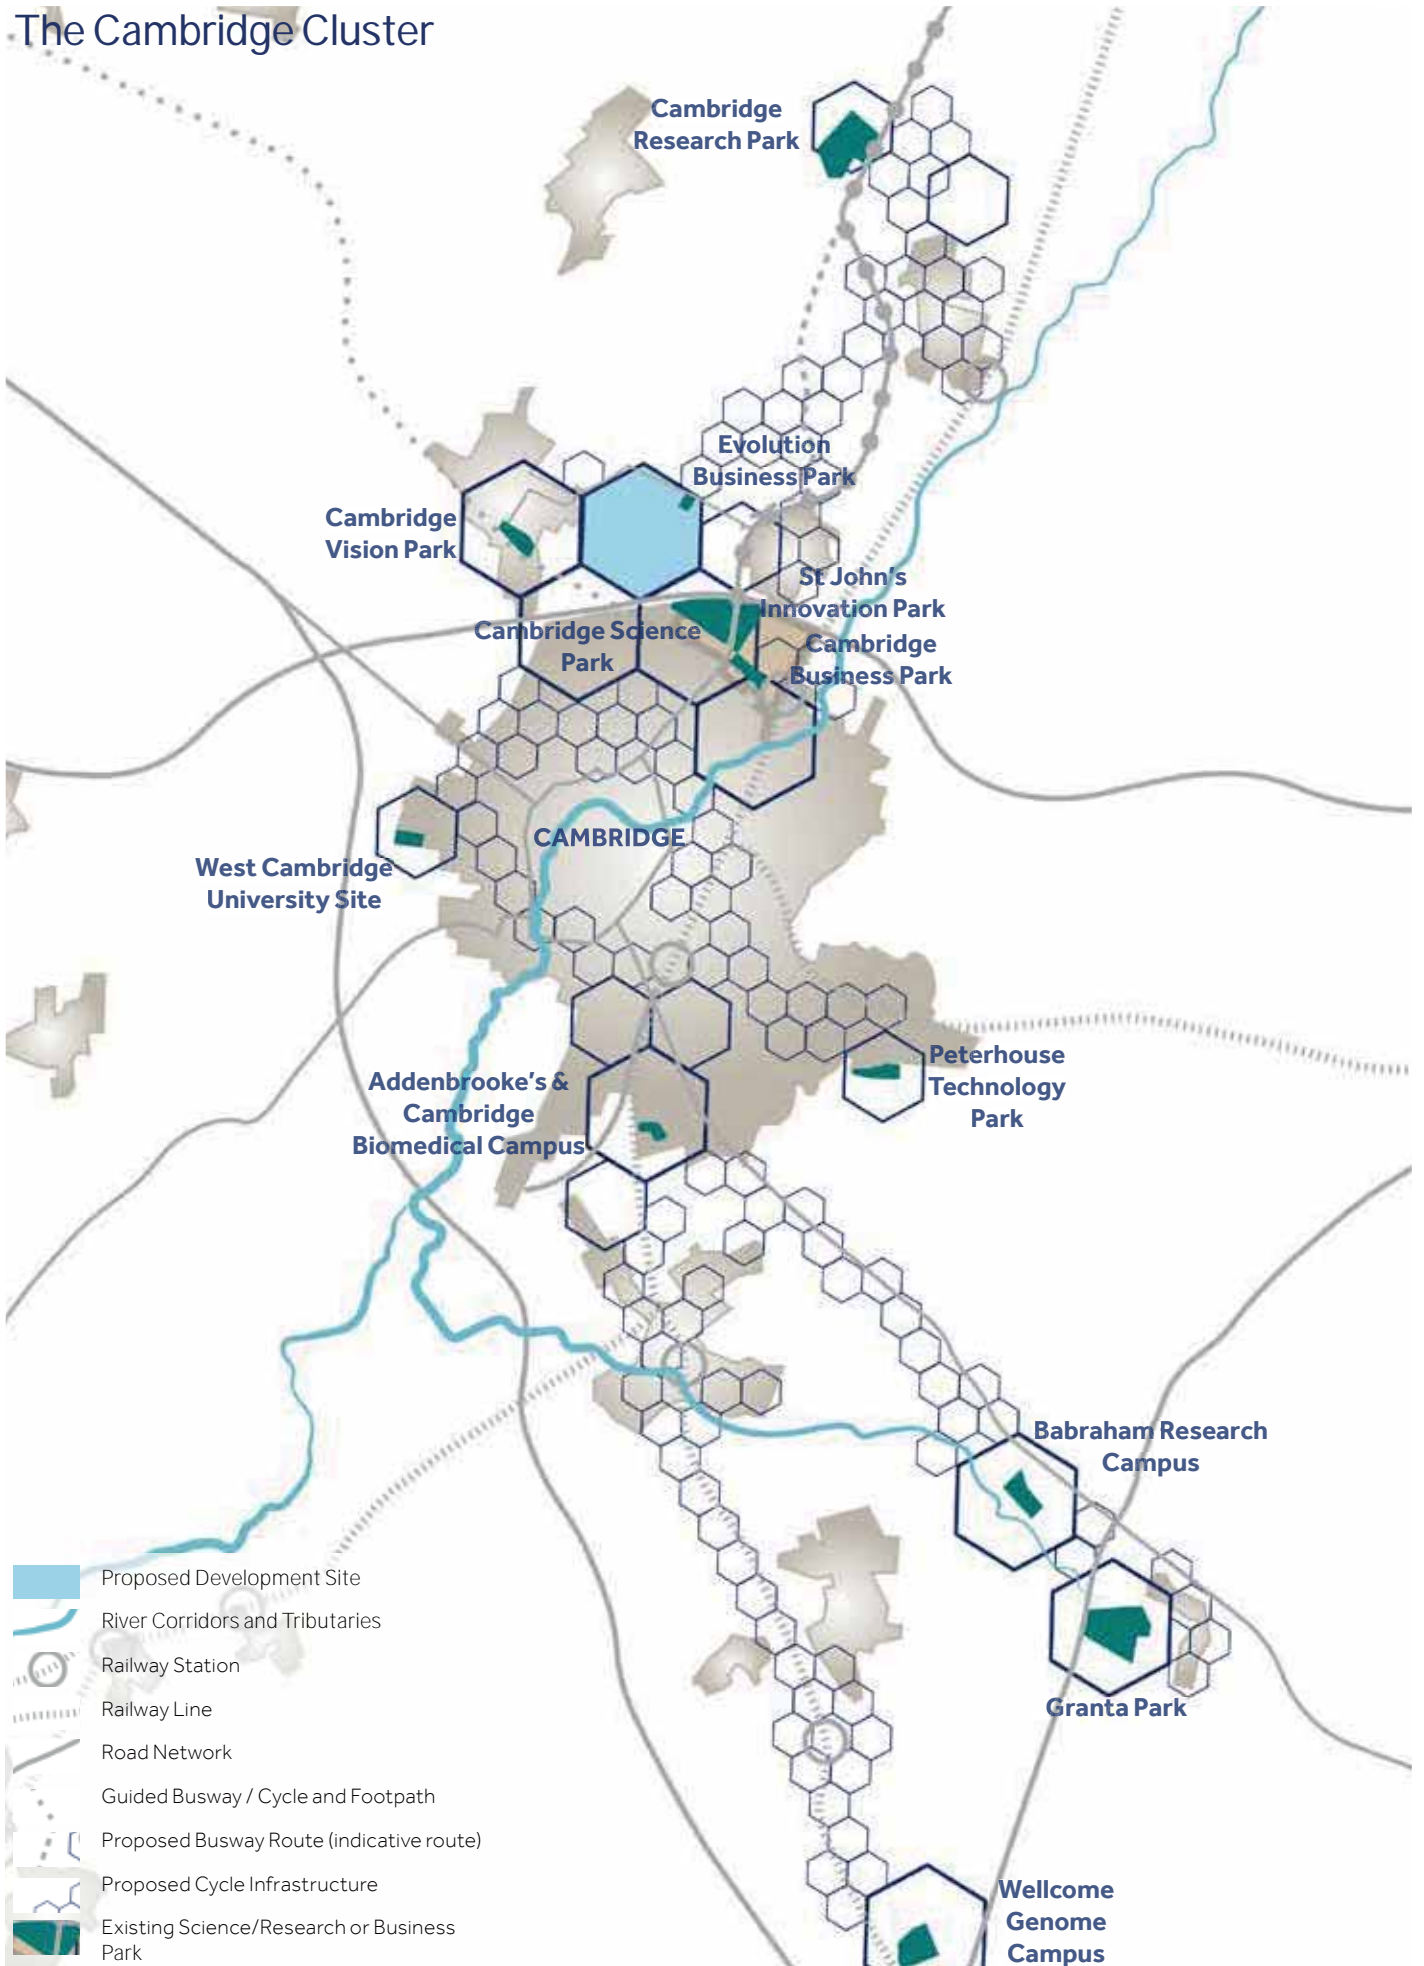 The Cambridge Cluster
Cambridge
Research Park
Evolution
Business Park
Cambridge
Vision Park
St John's
Innovation Park
Cambridge Science
Park
Cambridge
Business Park
CAMBRIDGE
West Cambridge
University Site
Peterhouse
Technology
Park
Addenbrooke's &
Cambridge
Biomedical Campus
Babraham Research
Campus
Granta Park
Wellcome
Genome
Campus
Proposed Development Site
River Corridors and Tributaries
Railway Station
Railway Line
Road Network
Guided Busway / Cycle and Footpath
Proposed Busway Route (indicative route)
Proposed Cycle Infrastructure
Existing Science/Research or Business
Park